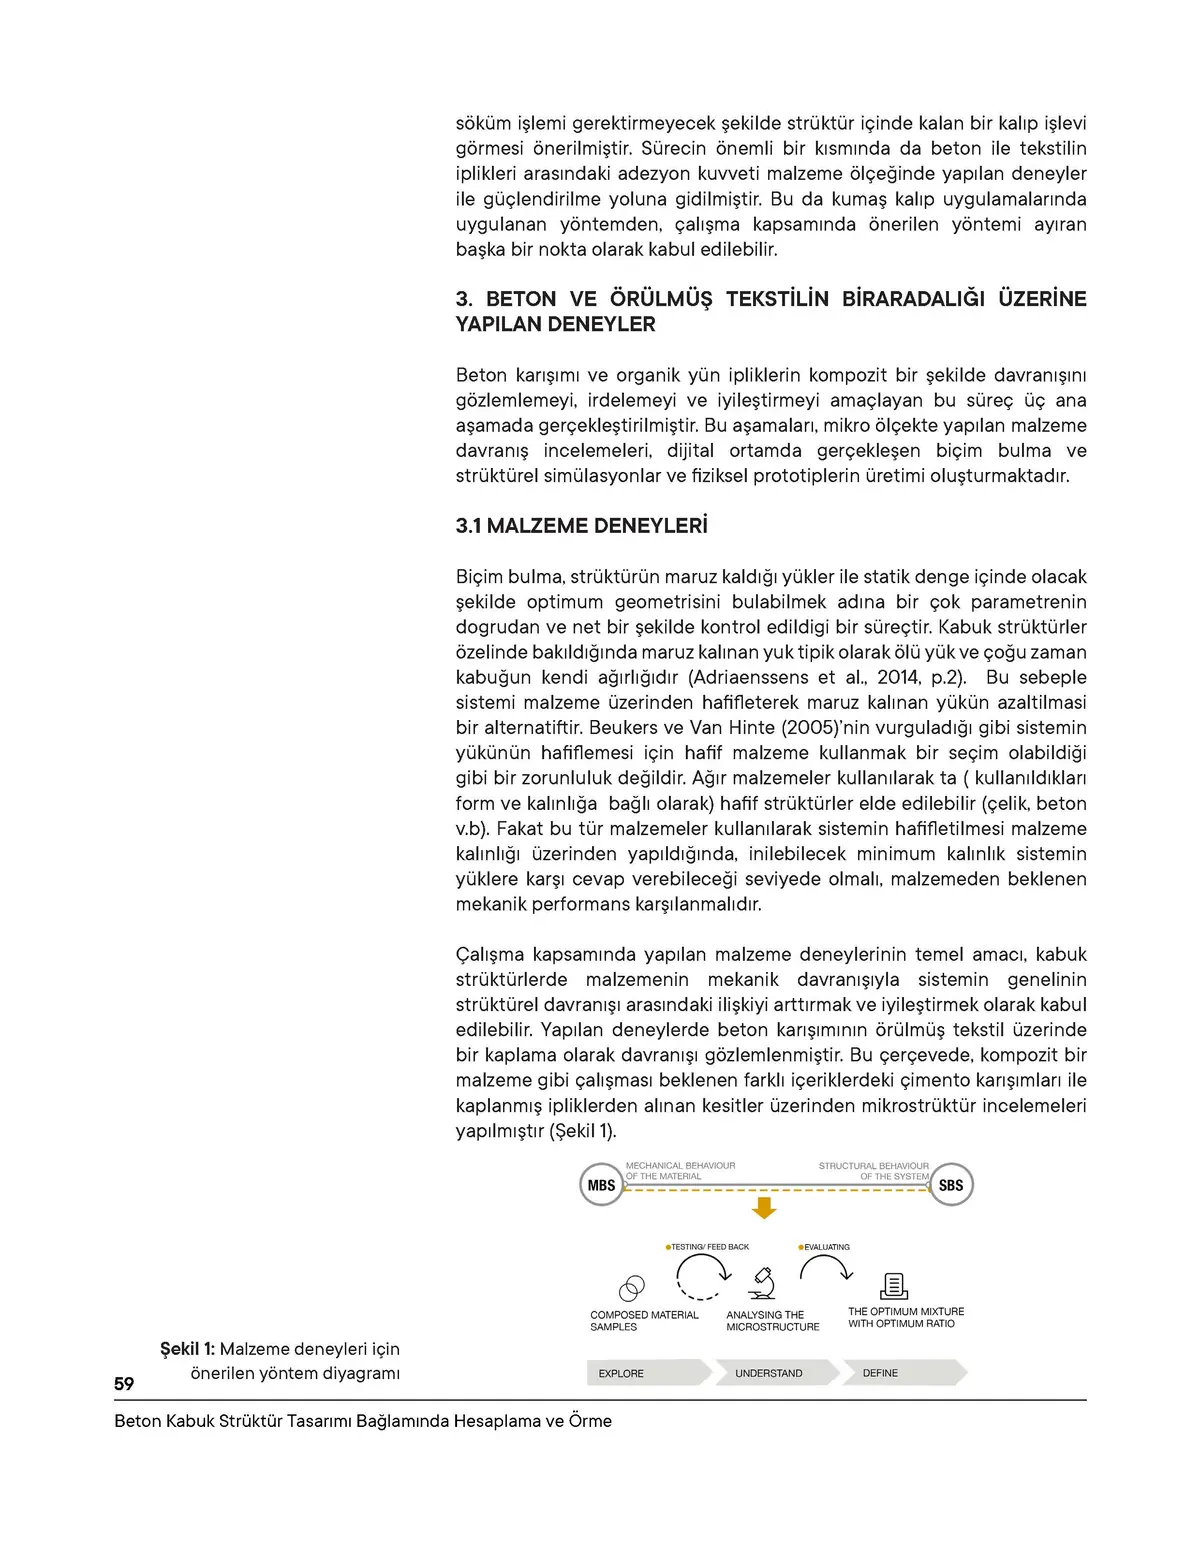 söküm işlemi gerektirmeyecek şekilde strüktür içinde kalan bir kalıp işlevi
görmesi önerilmiştir. Sürecin önemli bir kısmında da beton ile tekstilin
iplikleri arasındaki adezyon kuvveti malzeme ölçeğinde yapılan deneyler
ile güçlendirilme yoluna gidilmiştir. Bu da kumaş kalıp uygulamalarında
uygulanan yöntemden, çalışma kapsamında önerilen yöntemi ayıran
başka bir nokta olarak kabul edilebilir.
3. BETON VE ÖRÜLMÜŞ TEKSTİLİN BİRARADALIĞI ÜZERİNE
YAPILAN DENEYLER
Beton karışımı ve organik yün ipliklerin kompozit bir şekilde davranışını
gözlemlemeyi, irdelemeyi ve iyileştirmeyi amaçlayan bu süreç üç ana
aşamada gerçekleştirilmiştir. Bu aşamaları, mikro ölçekte yapılan malzeme
davranış incelemeleri, dijital ortamda gerçekleşen biçim bulma ve
strüktürel simülasyonlar ve fiziksel prototiplerin üretimi oluşturmaktadır.
3.1 MALZEME DENEYLERİ
Biçim bulma, strüktürün maruz kaldığı yükler ile statik denge içinde olacak
şekilde optimum geometrisini bulabilmek adına bir çok parametrenin
dogrudan ve net bir şekilde kontrol edildigi bir süreçtir. Kabuk strüktürler
özelinde bakıldığında maruz kalınan yuk tipik olarak ölü yük ve çoğu zaman
kabuğun kendi ağırlığıdır (Adriaenssens et al., 2014, p.2).  Bu sebeple
sistemi malzeme üzerinden hafifleterek maruz kalınan yükün azaltilmasi
bir alternatiftir. Beukers ve Van Hinte (2005)’nin vurguladığı gibi sistemin
yükünün hafiflemesi için hafif malzeme kullanmak bir seçim olabildiği
gibi bir zorunluluk değildir. Ağır malzemeler kullanılarak ta ( kullanıldıkları
form ve kalınlığa  bağlı olarak) hafif strüktürler elde edilebilir (çelik, beton
v.b). Fakat bu tür malzemeler kullanılarak sistemin hafifletilmesi malzeme
kalınlığı üzerinden yapıldığında, inilebilecek minimum kalınlık sistemin
yüklere karşı cevap verebileceği seviyede olmalı, malzemeden beklenen
mekanik performans karşılanmalıdır.
Çalışma kapsamında yapılan malzeme deneylerinin temel amacı, kabuk
strüktürlerde malzemenin mekanik davranışıyla sistemin genelinin
strüktürel davranışı arasındaki ilişkiyi arttırmak ve iyileştirmek olarak kabul
edilebilir. Yapılan deneylerde beton karışımının örülmüş tekstil üzerinde
bir kaplama olarak davranışı gözlemlenmiştir. Bu çerçevede, kompozit bir
malzeme gibi çalışması beklenen farklı içeriklerdeki çimento karışımları ile
kaplanmış ipliklerden alınan kesitler üzerinden mikrostrüktür incelemeleri
yapılmıştır (Şekil 1).
MECHANICAL BEHAVIOUR
OF THE MATERIAL
STRUCTURAL BEHAVIOUR
OF THE SYSTEM
MBS
SBS
TESTING/ FEED BACK
EVALUATING
COMPOSED MATERIAL
SAMPLES
ANALYSING THE
MICROSTRUCTURE
THE OPTIMUM MIXTURE
WITH OPTIMUM RATIO
EXPLORE
UNDERSTAND
DEFINE
Şekil 1: Malzeme deneyleri için
önerilen yöntem diyagramı
59
Beton Kabuk Strüktür Tasarımı Bağlamında Hesaplama ve Örme